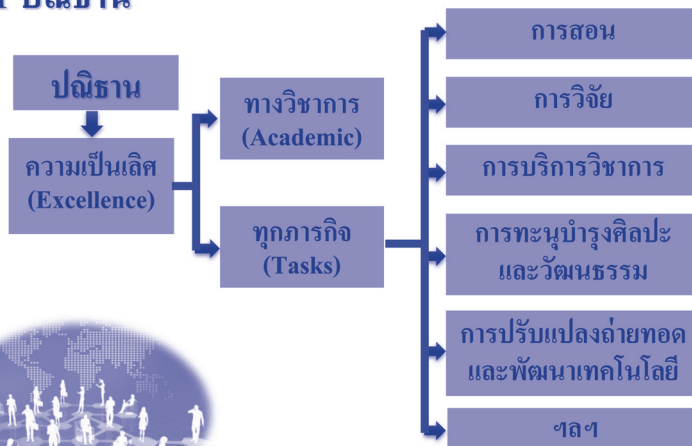 ปณิธาน
ปณิธาน
ความเป็นเลิศ
(Excellence)
ทางวิชาการ
(Academic)
ทุกภารกิจ
(Tasks)
การสอน
การวิจัย
การบริการวิชาการ
การทะนุบำรุงศิลปะ
และวัฒนธรรม
การปรับแปลงถ่ายทอด
และพัฒนาเทคโนโลยี
ฯลฯ